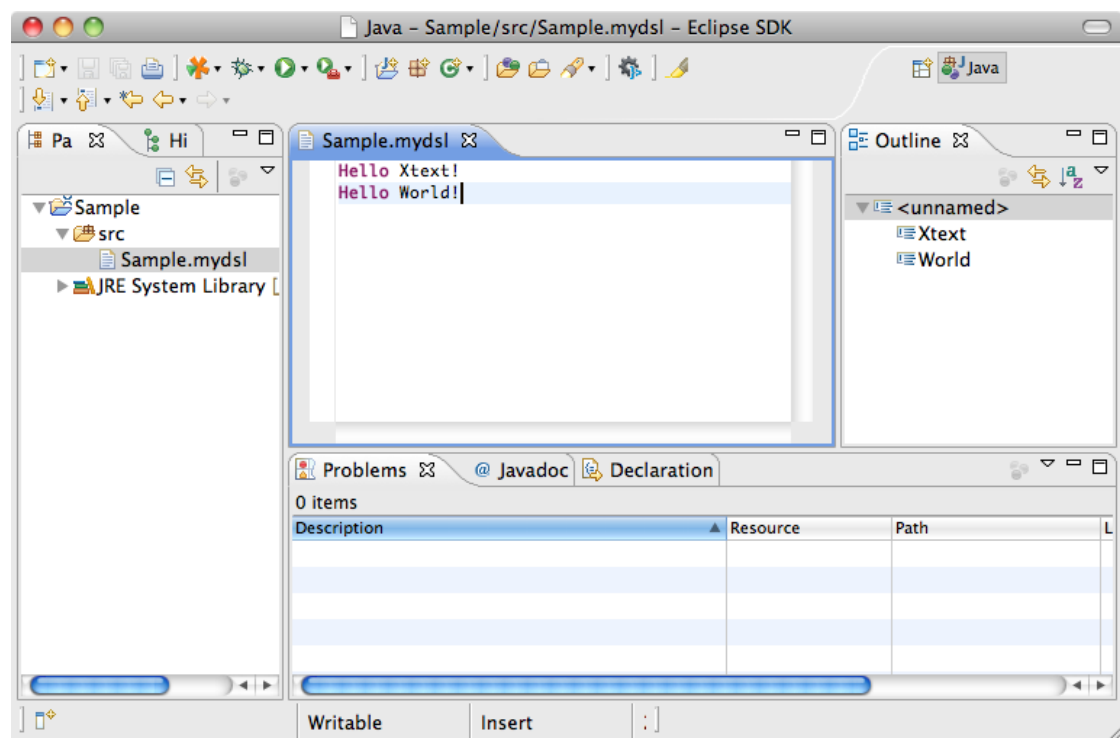 Java – Sample/src/Sample.mydsl – Eclipse SDK
Java
Pa
Hi
Sample
src
Sample.mydsl
JRE System Library [
Sample.mydsl
Hello Xtext!
Hello World!
Outline
<unnamed>
Xtext
World
Problems
@ Javadoc
Declaration
0 items
Description
Resource
Path
L
Writable
Insert
: